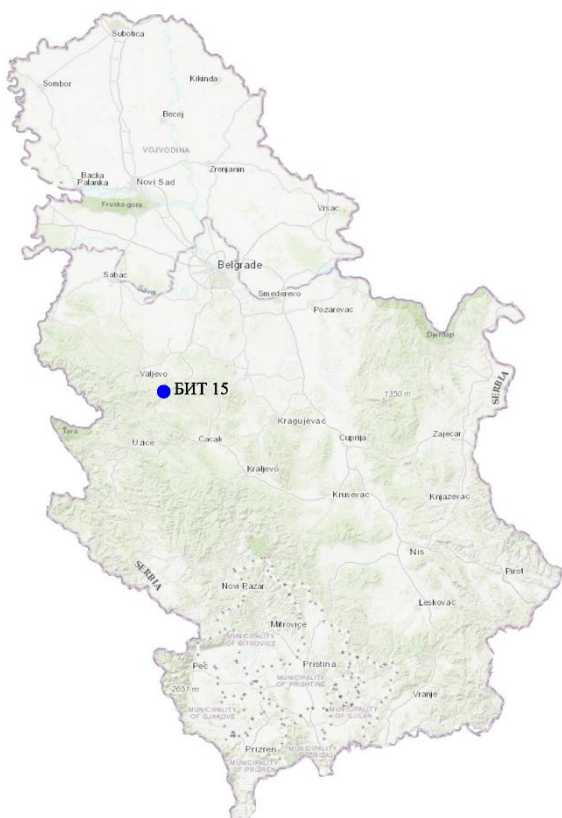 Subotica
Sombor
Kikinda
Becej
VOJVODINA
Zrenjanin
Backa
Palanka
Novi Sad
Fruska gora
Vrsac
Belgrade
Sabac
Sava
Smederevo
Pozarevac
Djerdap
Valjevo
1350 m
SERBIA
БИТ 15
Kragujevac
Tara
Uzice
Cacak
Cuprija
Zajecar
Kraljevo
Krusevac
Knjazevac
Nis
Pirot
SERBIA
Novi Pazar
Leskovac
Mitrovice
MUNICIPALITY
OF MITROVICE
Peć
Pristina
MUNICIPALITY
OF PRISHTINE
2651 m
Vranje
MUNICIPALITY
OF GJAKOVE
MUNICIPALITY
OF GJILAN
Prizren
MUNICIPALITY
OF PRIZREN
MUNICIPALITY